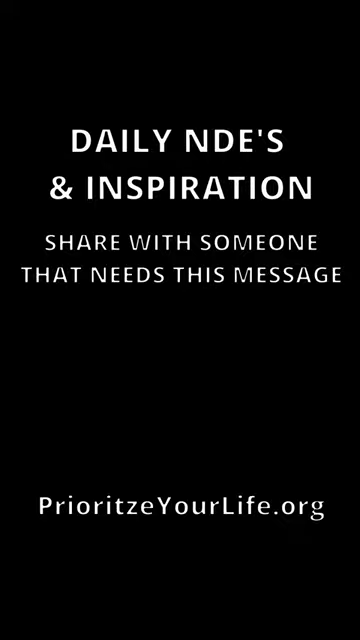 DAILY NDE'S
& INSPIRATION
SHARE WITH SOMEONE
THAT NEEDS THIS MESSAGE
PrioritzeYourLife.org